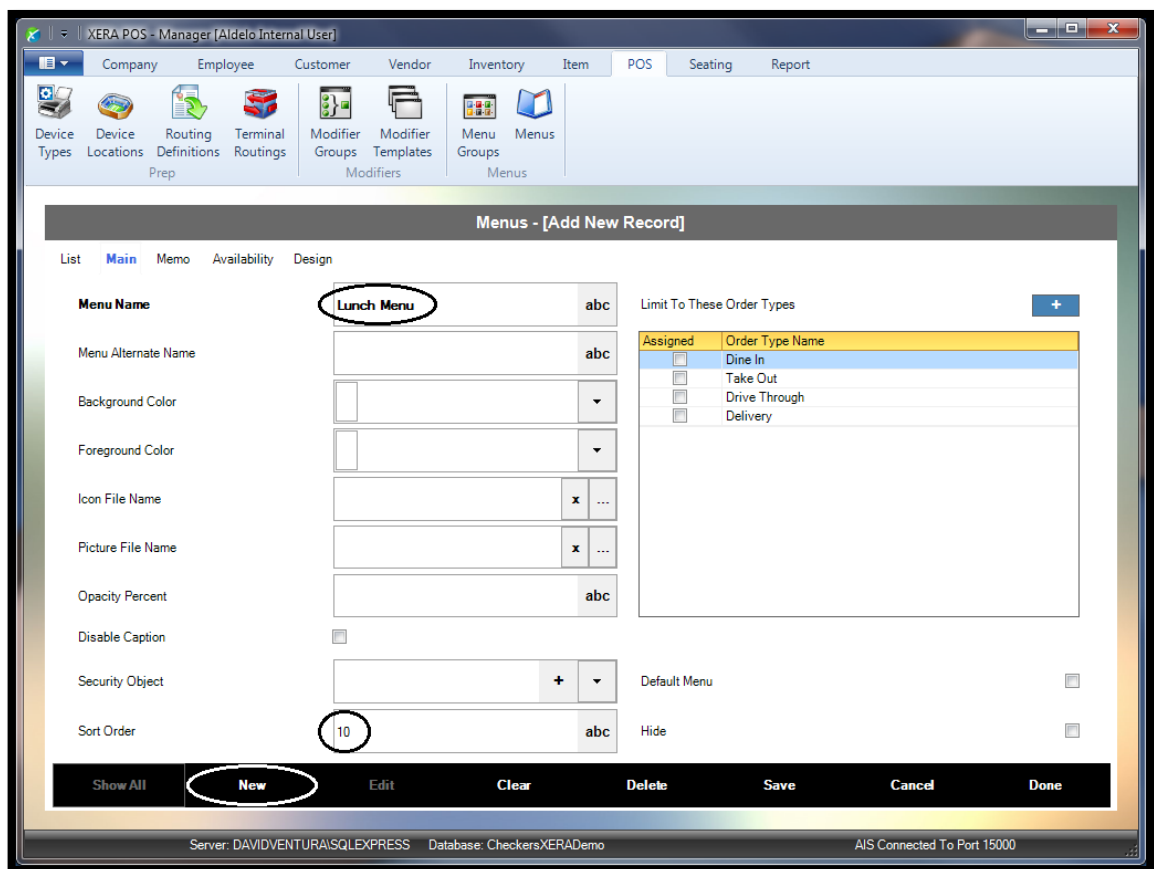 XERA POS - Manager [Aldelo Internal User]
Company Employee Customer Vendor Inventory Item POS Seating Report
Device Types
Device Locations
Routing Definitions
Terminal Routings
Modifier Groups
Modifier Templates
Menu Groups
Menus
Prep Modifiers Menus
Menus - [Add New Record]
List Main Memo Availability Design
Menu Name Lunch Menu abc
Menu Alternate Name abc
Background Color
Foreground Color
Icon File Name x ...
Picture File Name x ...
Opacity Percent abc
Disable Caption
Security Object +
Sort Order 10 abc
Limit To These Order Types +
Assigned Order Type Name
Dine In
Take Out
Drive Through
Delivery
Default Menu
Hide
Show All New Edit Clear Delete Save Cancel Done
Server: DAVIDVENTURA\SQLEXPRESS Database: CheckersXERADemo AIS Connected To Port 15000